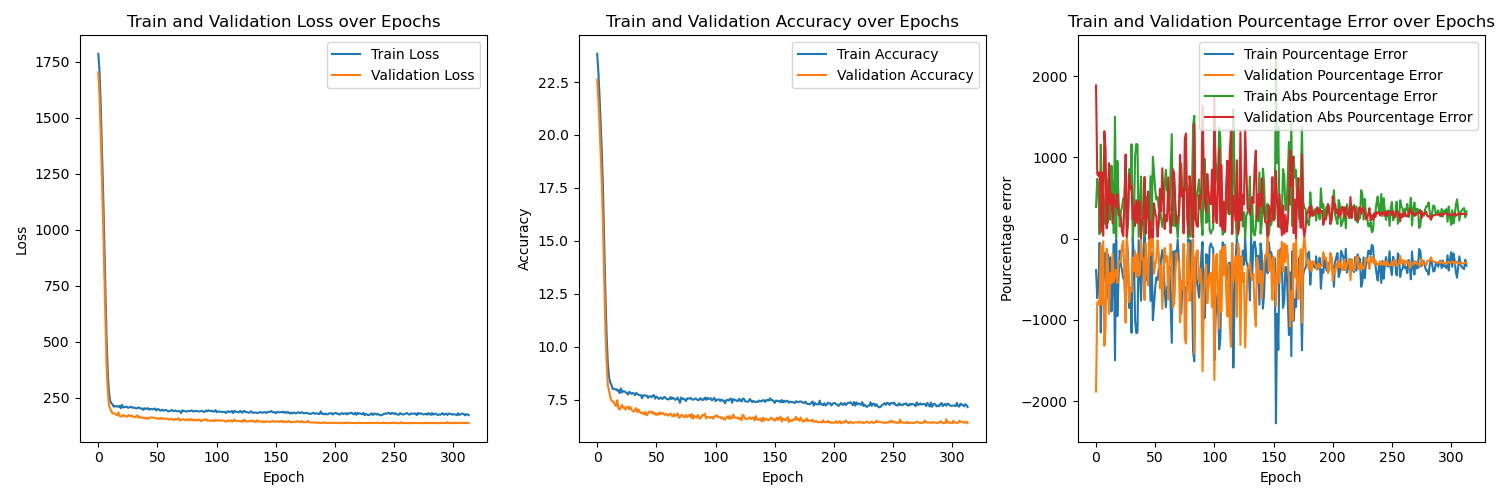 Train and Validation Loss over Epochs
Train Loss
Validation Loss
1750
1500
1250
1000
750
500
250
0
50
100
150
200
250
300
Loss
Epoch
Train and Validation Accuracy over Epochs
Train Accuracy
Validation Accuracy
22.5
20.0
17.5
15.0
12.5
10.0
7.5
0
50
100
150
200
250
300
Accuracy
Epoch
Train and Validation Pourcentage Error over Epochs
Train Pourcentage Error
Validation Pourcentage Error
Train Abs Pourcentage Error
Validation Abs Pourcentage Error
2000
1000
0
−1000
−2000
0
50
100
150
200
250
300
Pourcentage error
Epoch